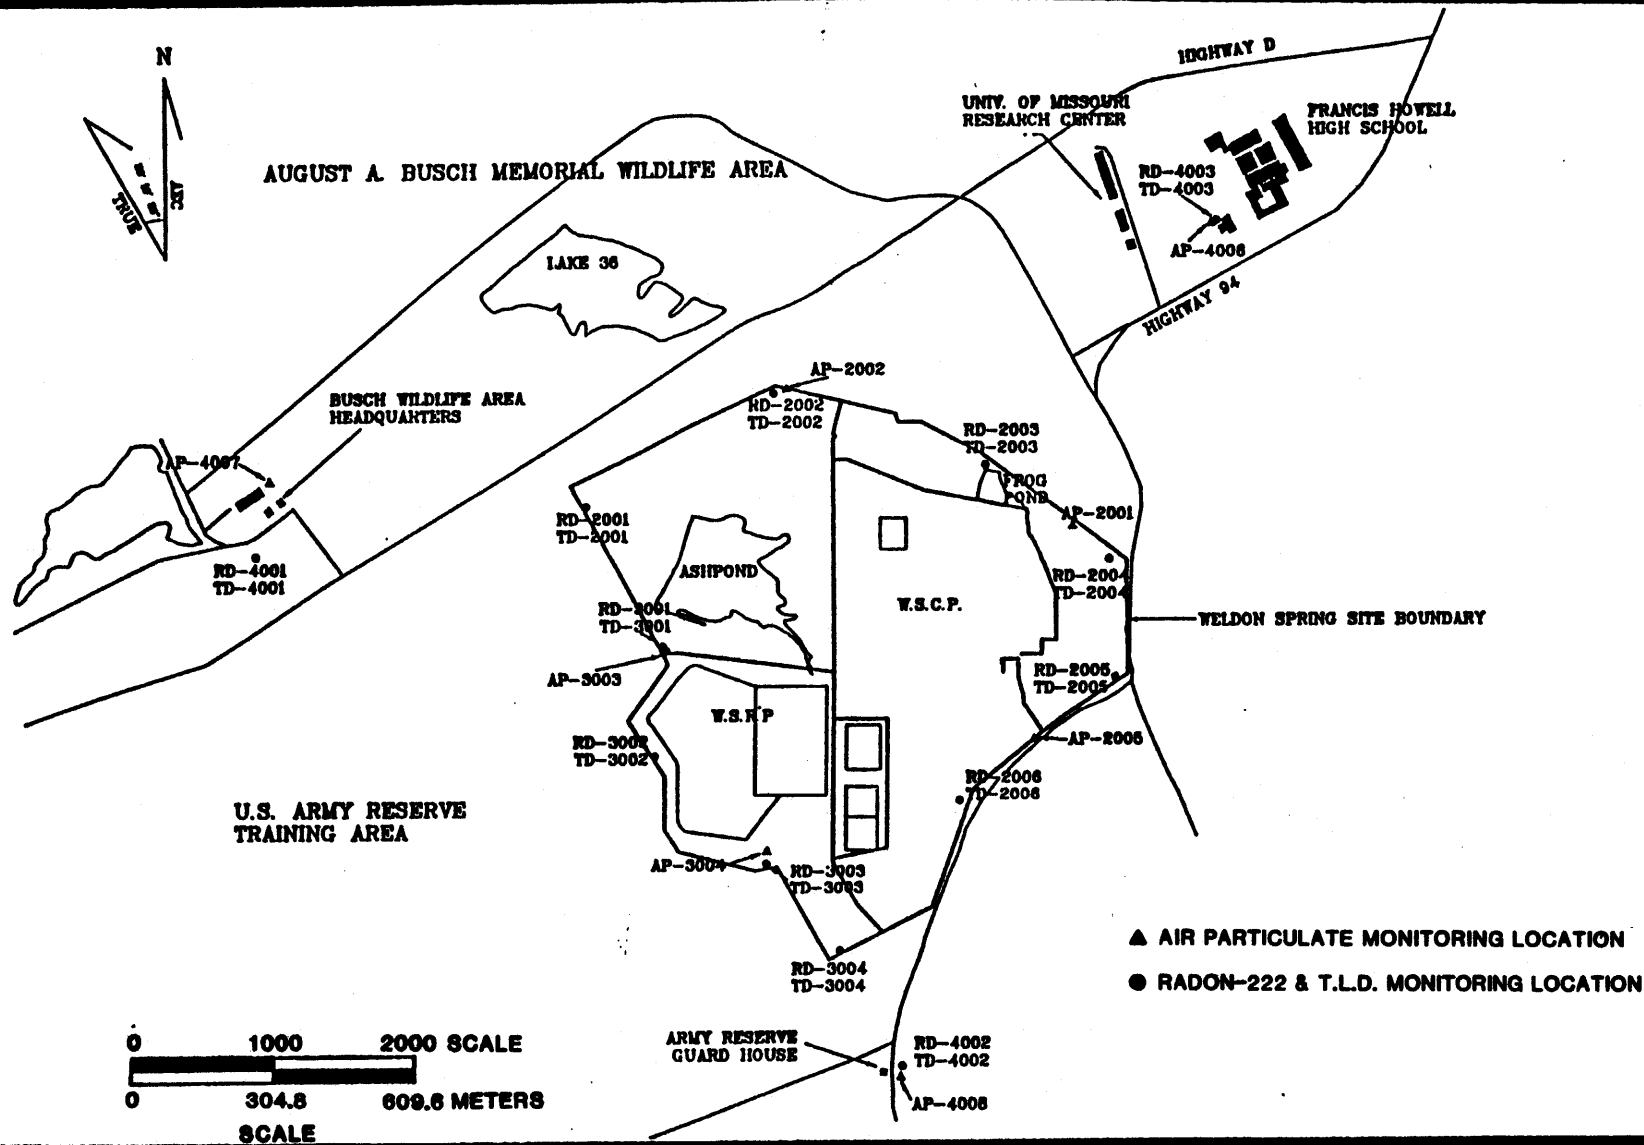 HIGHWAY D
N
UNIV. OF MISSOURI
RESEARCH CENTER
FRANCIS HOWELL
HIGH SCHOOL
AUGUST A. BUSCH MEMORIAL WILDLIFE AREA
RD-4003
TD-4003
TRUE
AP-4006
LAKE 36
HIGHWAY 94
AP-2002
BUSCH WILDLIFE AREA
HEADQUARTERS
RD-2002
TD-2002
RD-2003
TD-2003
AP-4007
FROG
POND
AP-2001
RD-2001
TD-2001
ASHPOND
RD-4001
TD-4001
RD-2004
TD-2004
W.S.C.P.
RD-3001
TD-3001
WELDON SPRING SITE BOUNDARY
AP-3003
RD-2005
TD-2005
W.S.R.P
RD-3002
TD-3002
AP-2005
RD-2006
TD-2006
U.S. ARMY RESERVE
TRAINING AREA
AP-3004
RD-3003
TD-3003
▲ AIR PARTICULATE MONITORING LOCATION
RD-3004
TD-3004
● RADON-222 & T.L.D. MONITORING LOCATION
0 1000 2000 SCALE
ARMY RESERVE
GUARD HOUSE
RD-4002
TD-4002
0 304.8 609.6 METERS
AP-4008
SCALE